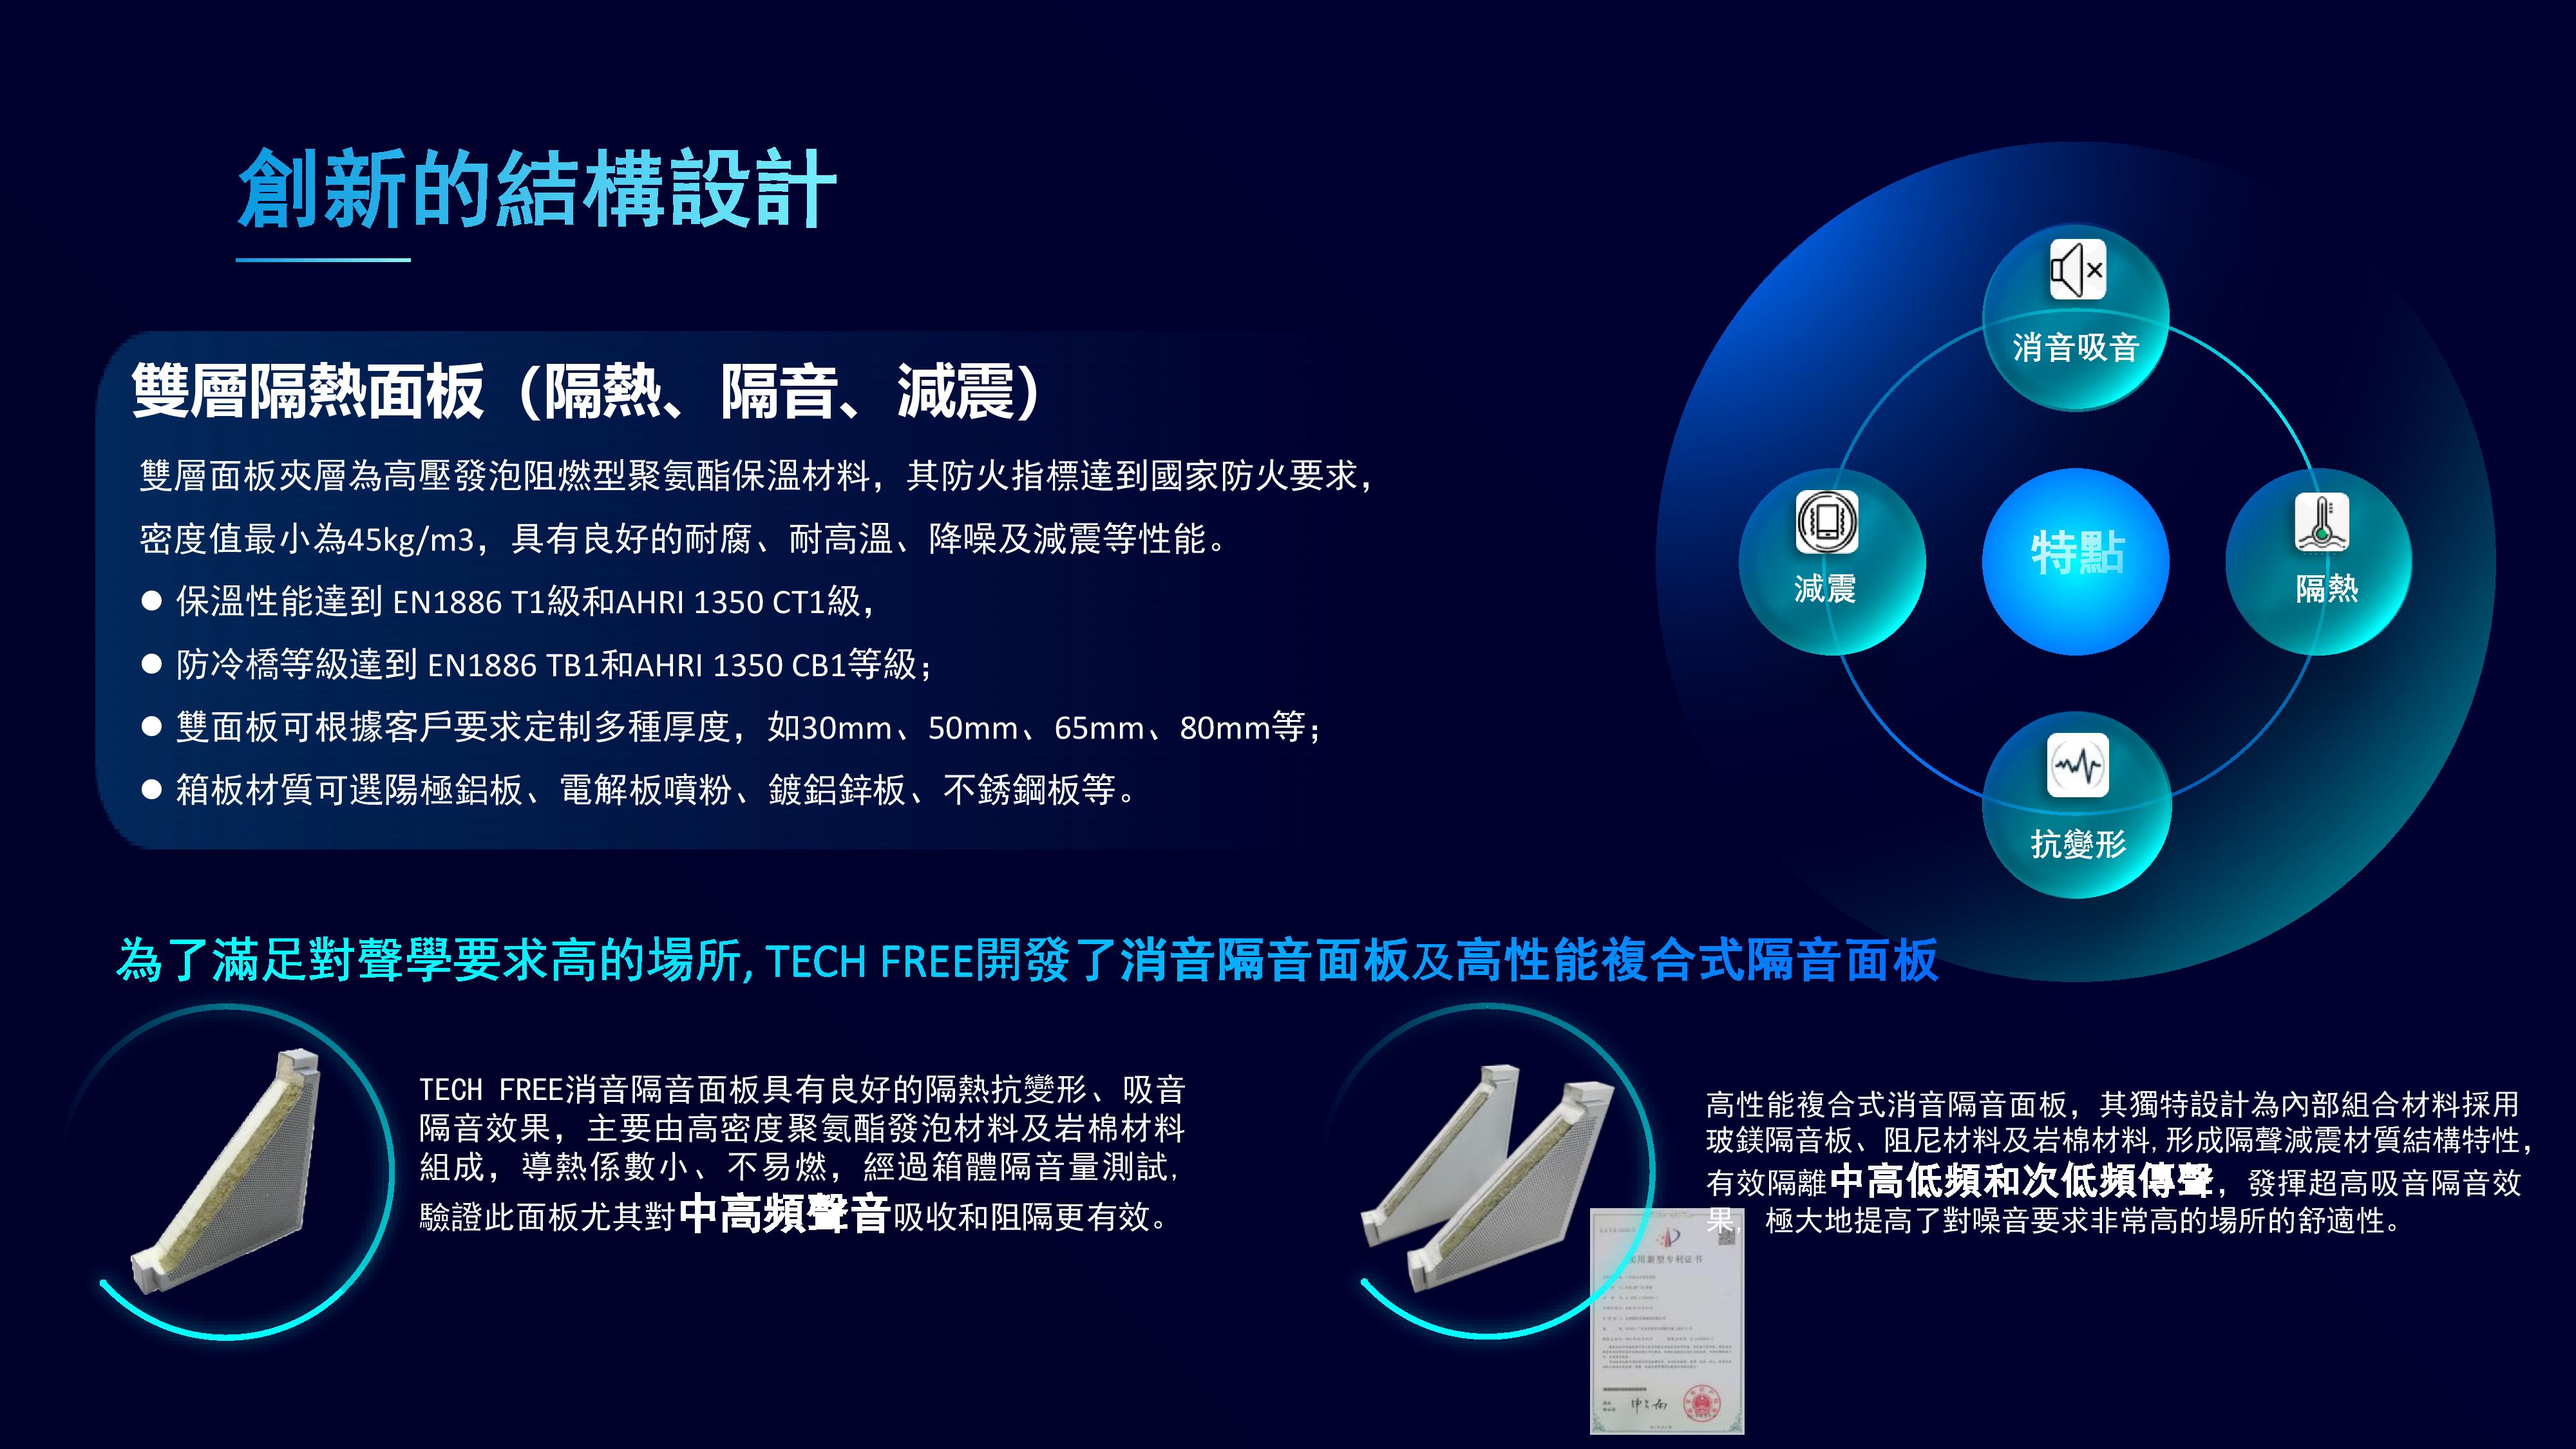 創新的結構設計
雙層隔熱面板（隔熱、隔音、減震）
雙層面板夾層為高壓發泡阻燃型聚氨酯保溫材料，其防火指標達到國家防火要求，
密度值最小為45kg/m3，具有良好的耐腐、耐高溫、降噪及減震等性能。
● 保溫性能達到 EN1886 T1級和AHRI 1350 CT1級，
● 防冷橋等級達到 EN1886 TB1和AHRI 1350 CB1等級；
● 雙面板可根據客戶要求定制多種厚度，如30mm、50mm、65mm、80mm等；
● 箱板材質可選陽極鋁板、電解板噴粉、鍍鋁鋅板、不銹鋼板等。
消音吸音
減震
特點
隔熱
抗變形
為了滿足對聲學要求高的場所, TECH FREE開發了消音隔音面板及高性能複合式隔音面板
TECH FREE消音隔音面板具有良好的隔熱抗變形、吸音
隔音效果，主要由高密度聚氨酯發泡材料及岩棉材料
組成，導熱係數小、不易燃，經過箱體隔音量測試,
驗證此面板尤其對中高頻聲音吸收和阻隔更有效。
高性能複合式消音隔音面板，其獨特設計為內部組合材料採用
玻鎂隔音板、阻尼材料及岩棉材料,形成隔聲減震材質結構特性，
有效隔離中高低頻和次低頻傳聲，發揮超高吸音隔音效
果, 極大地提高了對噪音要求非常高的場所的舒適性。
实用新型专利证书